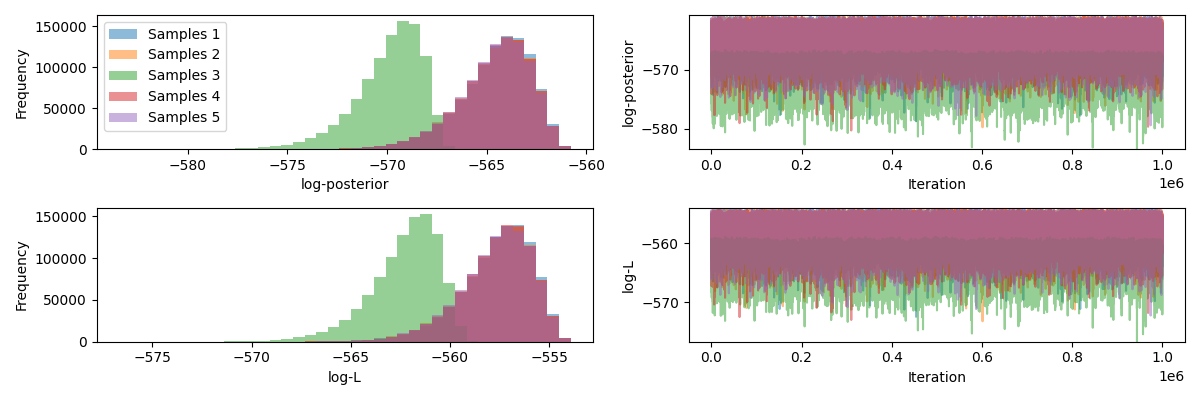 Frequency
150000
100000
50000
0
Samples 1
Samples 2
Samples 3
Samples 4
Samples 5
−580 −575 −570 −565 −560
log-posterior
log-posterior
−570
−580
0.0 0.2 0.4 0.6 0.8 1.0
1e6
Iteration
Frequency
150000
100000
50000
0
−575 −570 −565 −560 −555
log-L
log-L
−560
−570
0.0 0.2 0.4 0.6 0.8 1.0
1e6
Iteration